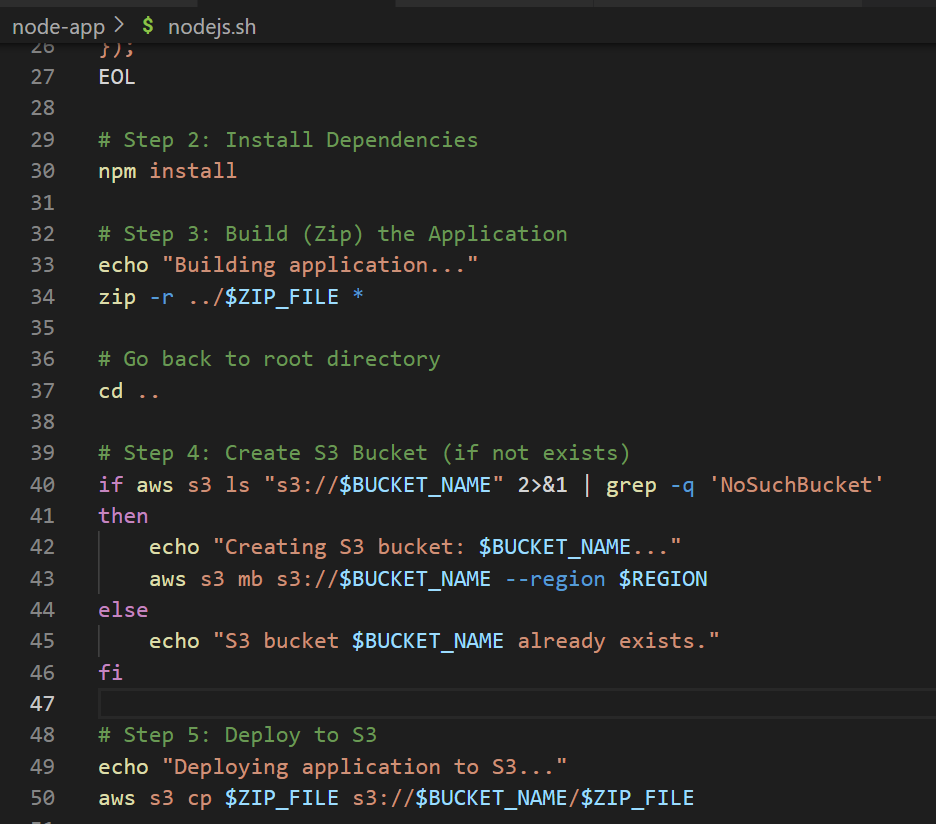 node-app > $ nodejs.sh
26 });
27 EOL
28
29 # Step 2: Install Dependencies
30 npm install
31
32 # Step 3: Build (Zip) the Application
33 echo "Building application..."
34 zip -r ../$ZIP_FILE *
35
36 # Go back to root directory
37 cd ..
38
39 # Step 4: Create S3 Bucket (if not exists)
40 if aws s3 ls "s3://$BUCKET_NAME" 2>&1 | grep -q 'NoSuchBucket'
41 then
42     echo "Creating S3 bucket: $BUCKET_NAME..."
43     aws s3 mb s3://$BUCKET_NAME --region $REGION
44 else
45     echo "S3 bucket $BUCKET_NAME already exists."
46 fi
47
48 # Step 5: Deploy to S3
49 echo "Deploying application to S3..."
50 aws s3 cp $ZIP_FILE s3://$BUCKET_NAME/$ZIP_FILE